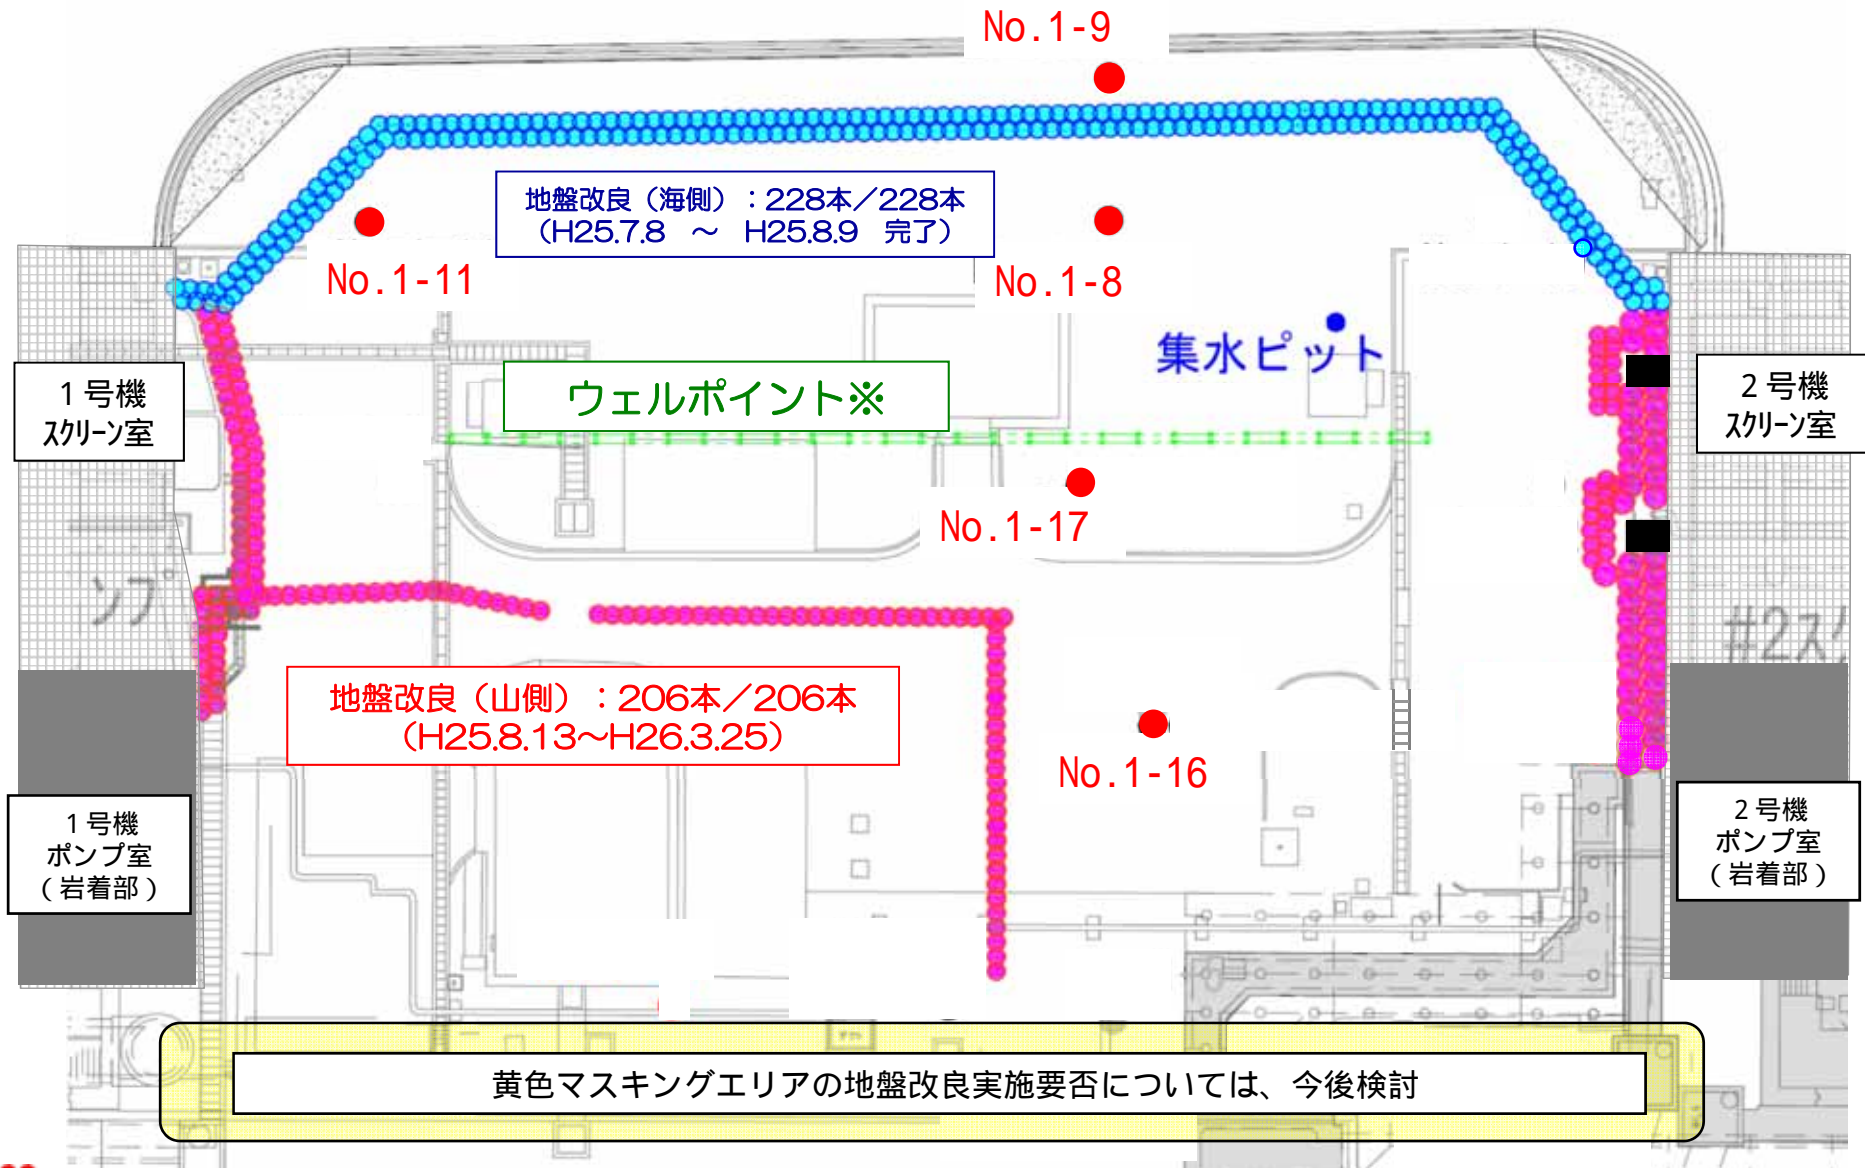 No.1-9
地盤改良（海側）：228本／228本
（H25.7.8　～　H25.8.9　完了）
No.1-11
No.1-8
集水ピット
ウェルポイント※
１号機
ｽｸﾘｰﾝ室
２号機
ｽｸﾘｰﾝ室
No.1-17
ンプ
#2ス
地盤改良（山側）：206本／206本
（H25.8.13～H26.3.25）
No.1-16
１号機
ポンプ室
（岩着部）
２号機
ポンプ室
（岩着部）
黄色マスキングエリアの地盤改良実施要否については、今後検討